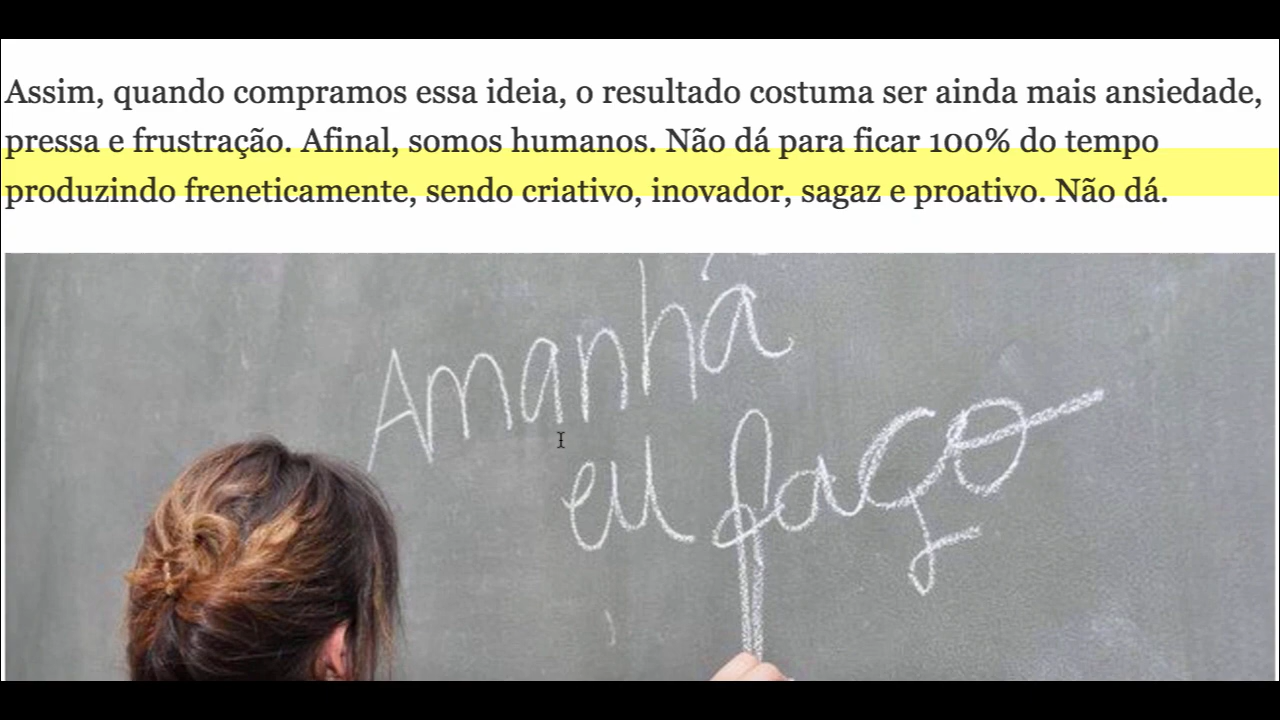 Assim, quando compramos essa ideia, o resultado costuma ser ainda mais ansiedade,
pressa e frustração. Afinal, somos humanos. Não dá para ficar 100% do tempo
produzindo freneticamente, sendo criativo, inovador, sagaz e proativo. Não dá.
Amanhã
eu faço